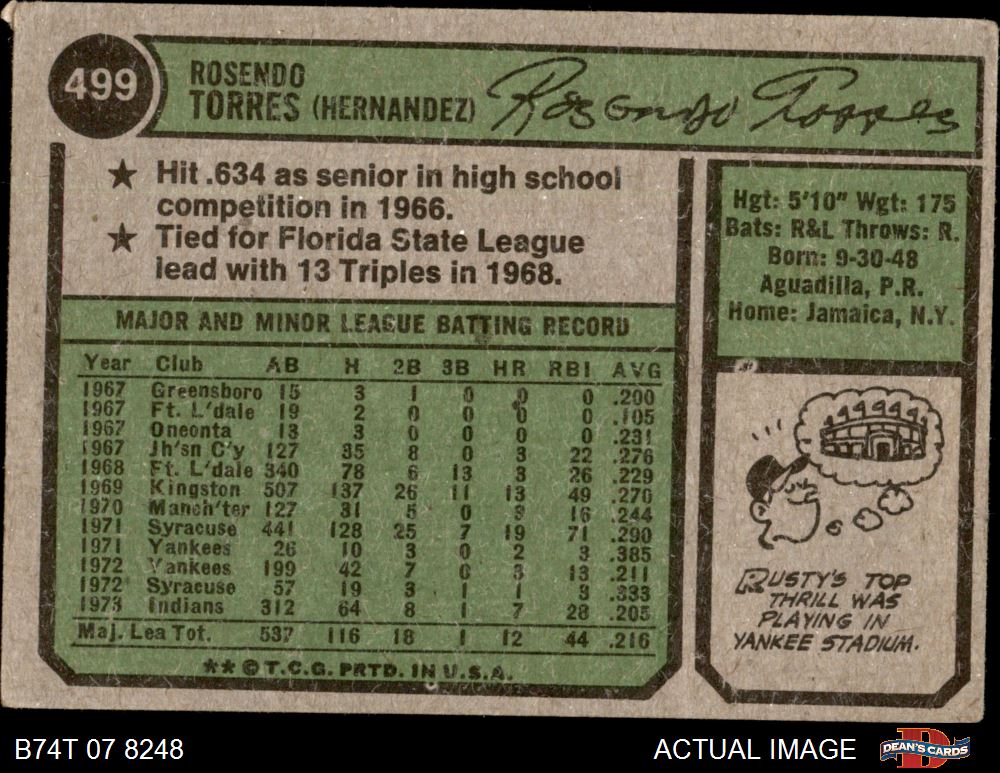 499
ROSENDO
TORRES (HERNANDEZ)
Rosendo Torres
★ Hit .634 as senior in high school
competition in 1966.
★ Tied for Florida State League
lead with 13 Triples in 1968.
MAJOR AND MINOR LEAGUE BATTING RECORD
Year Club AB H 2B 3B HR RBI AVG
1967 Greensboro 15 3 1 0 0 0 .200
1967 Ft. L'dale 19 2 0 0 0 0 .105
1967 Oneonta 13 3 0 0 0 0 .231
1967 Jh'sn C'y 127 35 8 0 3 22 .276
1968 Ft. L'dale 340 78 6 13 3 26 .229
1969 Kingston 507 137 26 11 13 49 .270
1970 Manch'ter 127 31 5 0 3 16 .244
1971 Syracuse 441 128 25 7 19 71 .290
1971 Yankees 26 10 3 0 2 3 .385
1972 Yankees 199 42 7 0 3 13 .211
1972 Syracuse 57 19 3 1 1 3 .333
1973 Indians 312 64 8 1 7 28 .205
Maj. Lea Tot. 537 116 18 1 12 44 .216
** © T.C.G. PRTD. IN U.S.A.
Hgt: 5'10" Wgt: 175
Bats: R&L Throws: R.
Born: 9-30-48
Aguadilla, P.R.
Home: Jamaica, N.Y.
RUSTY'S TOP
THRILL WAS
PLAYING IN
YANKEE STADIUM.
B74T 07 8248
ACTUAL IMAGE
DEAN'S CARDS